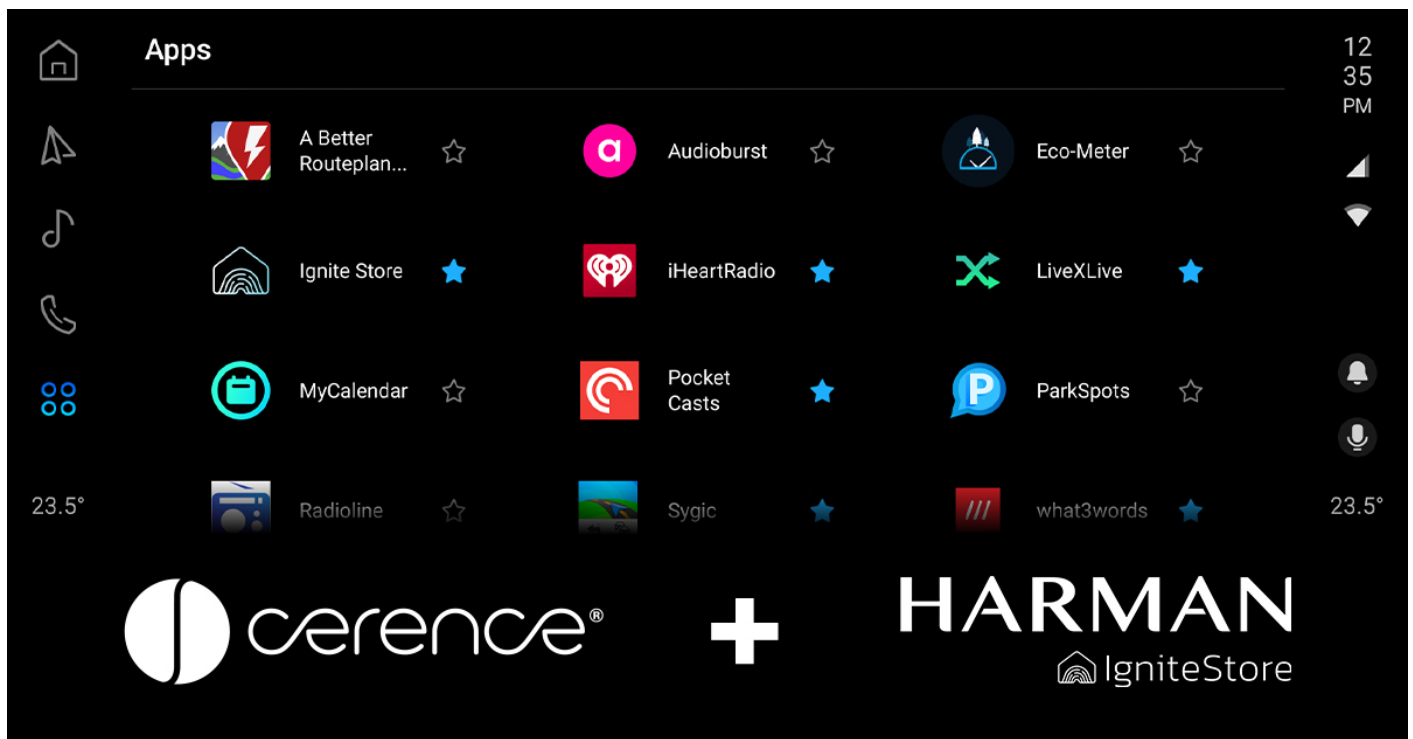 Apps
12
35
PM
A Better
Routeplan...
Audioburst
Eco-Meter
Ignite Store
iHeartRadio
LiveXLive
MyCalendar
Pocket
Casts
ParkSpots
23.5°
Radioline
Sygic
what3words
23.5°
cerence®
HARMAN
IgniteStore